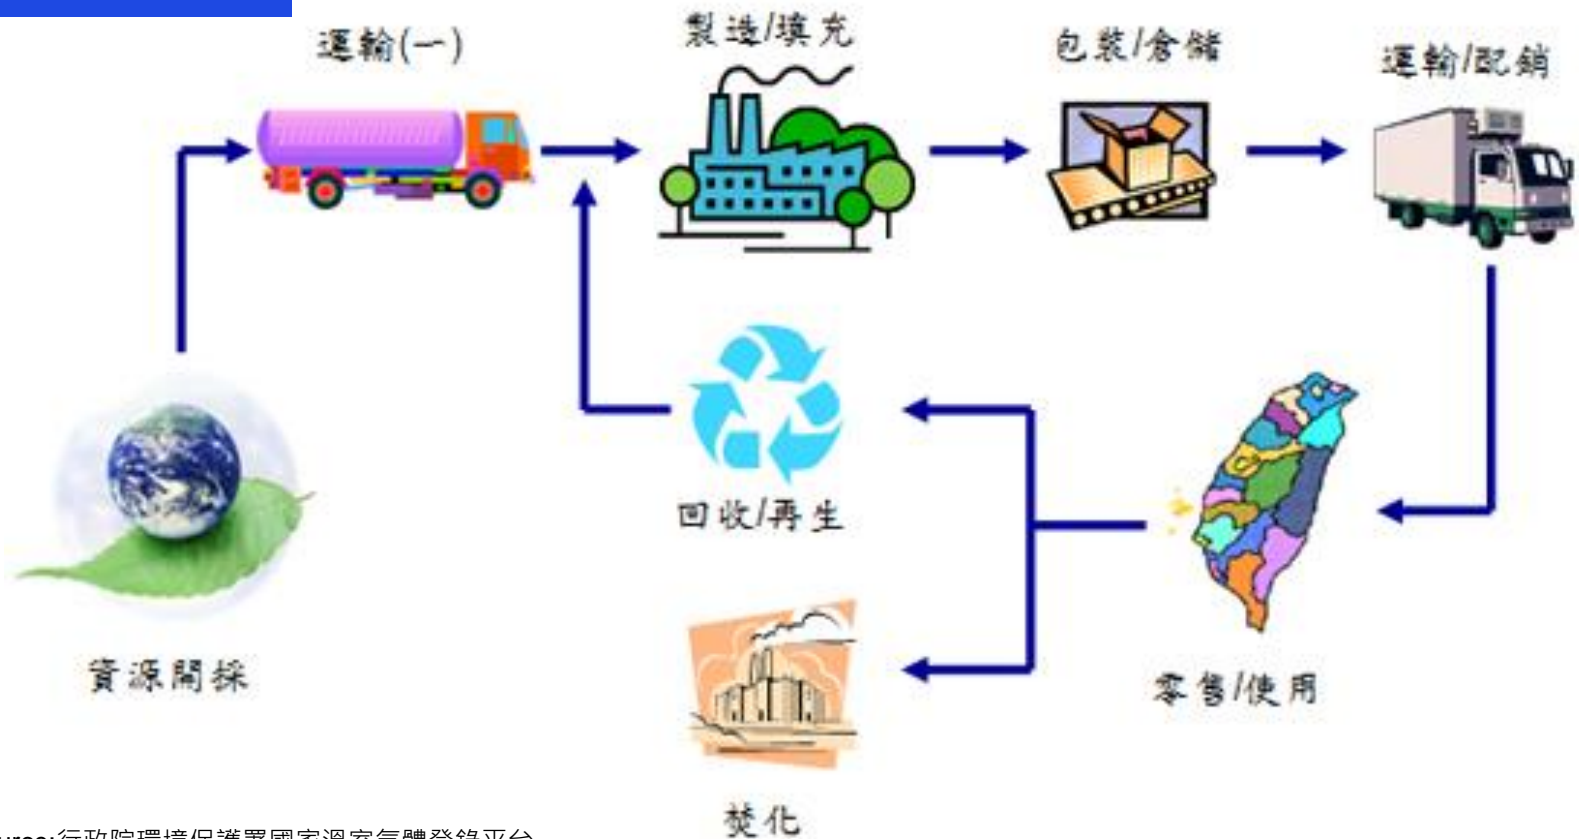 運輸(一)
製造/填充
包裝/倉儲
運輸/配銷
回收/再生
資源開採
零售/使用
焚化
urce:行政院環境保護署國家溫室氣體登錄平台